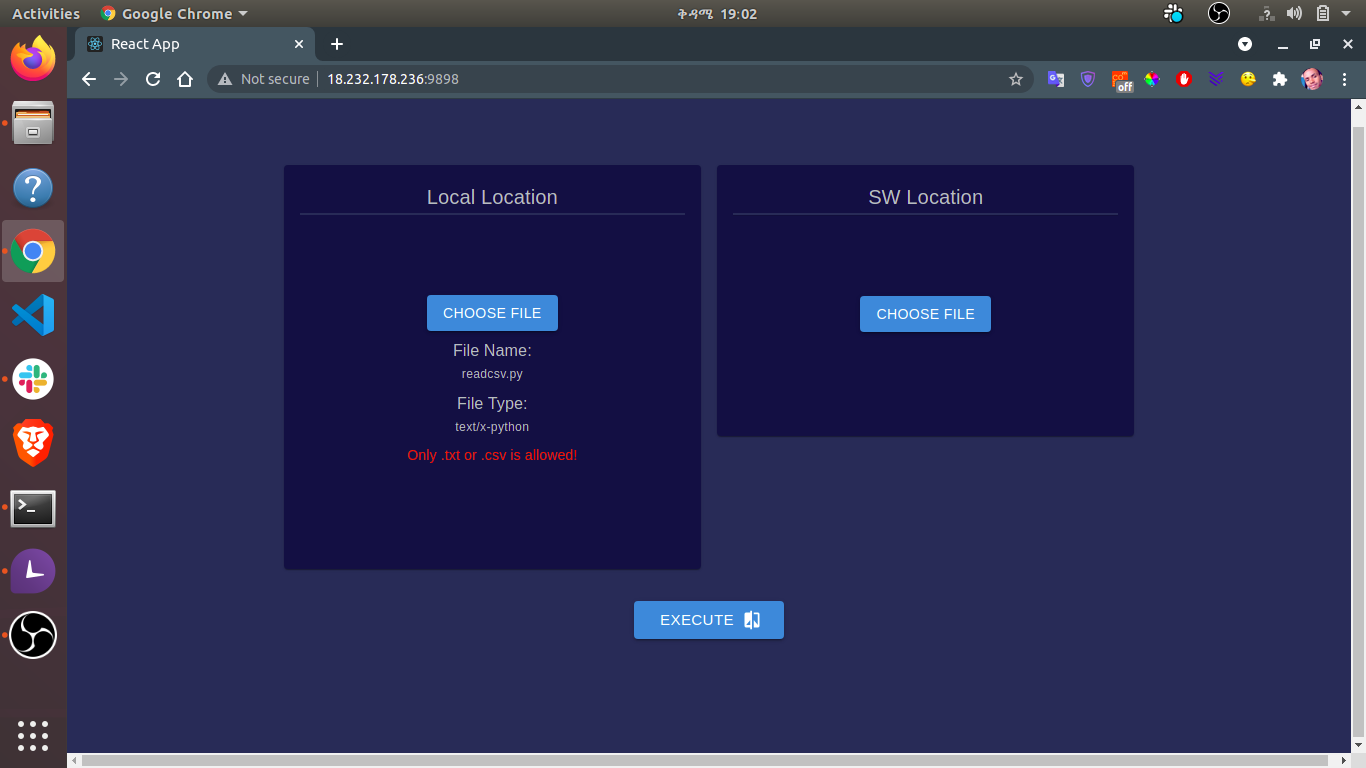 Activities
Google Chrome
ቅዳሜ 19:02
React App
Not secure
18.232.178.236:9898
off
Local Location
CHOOSE FILE
File Name:
readcsv.py
File Type:
text/x-python
Only .txt or .csv is allowed!
SW Location
CHOOSE FILE
EXECUTE